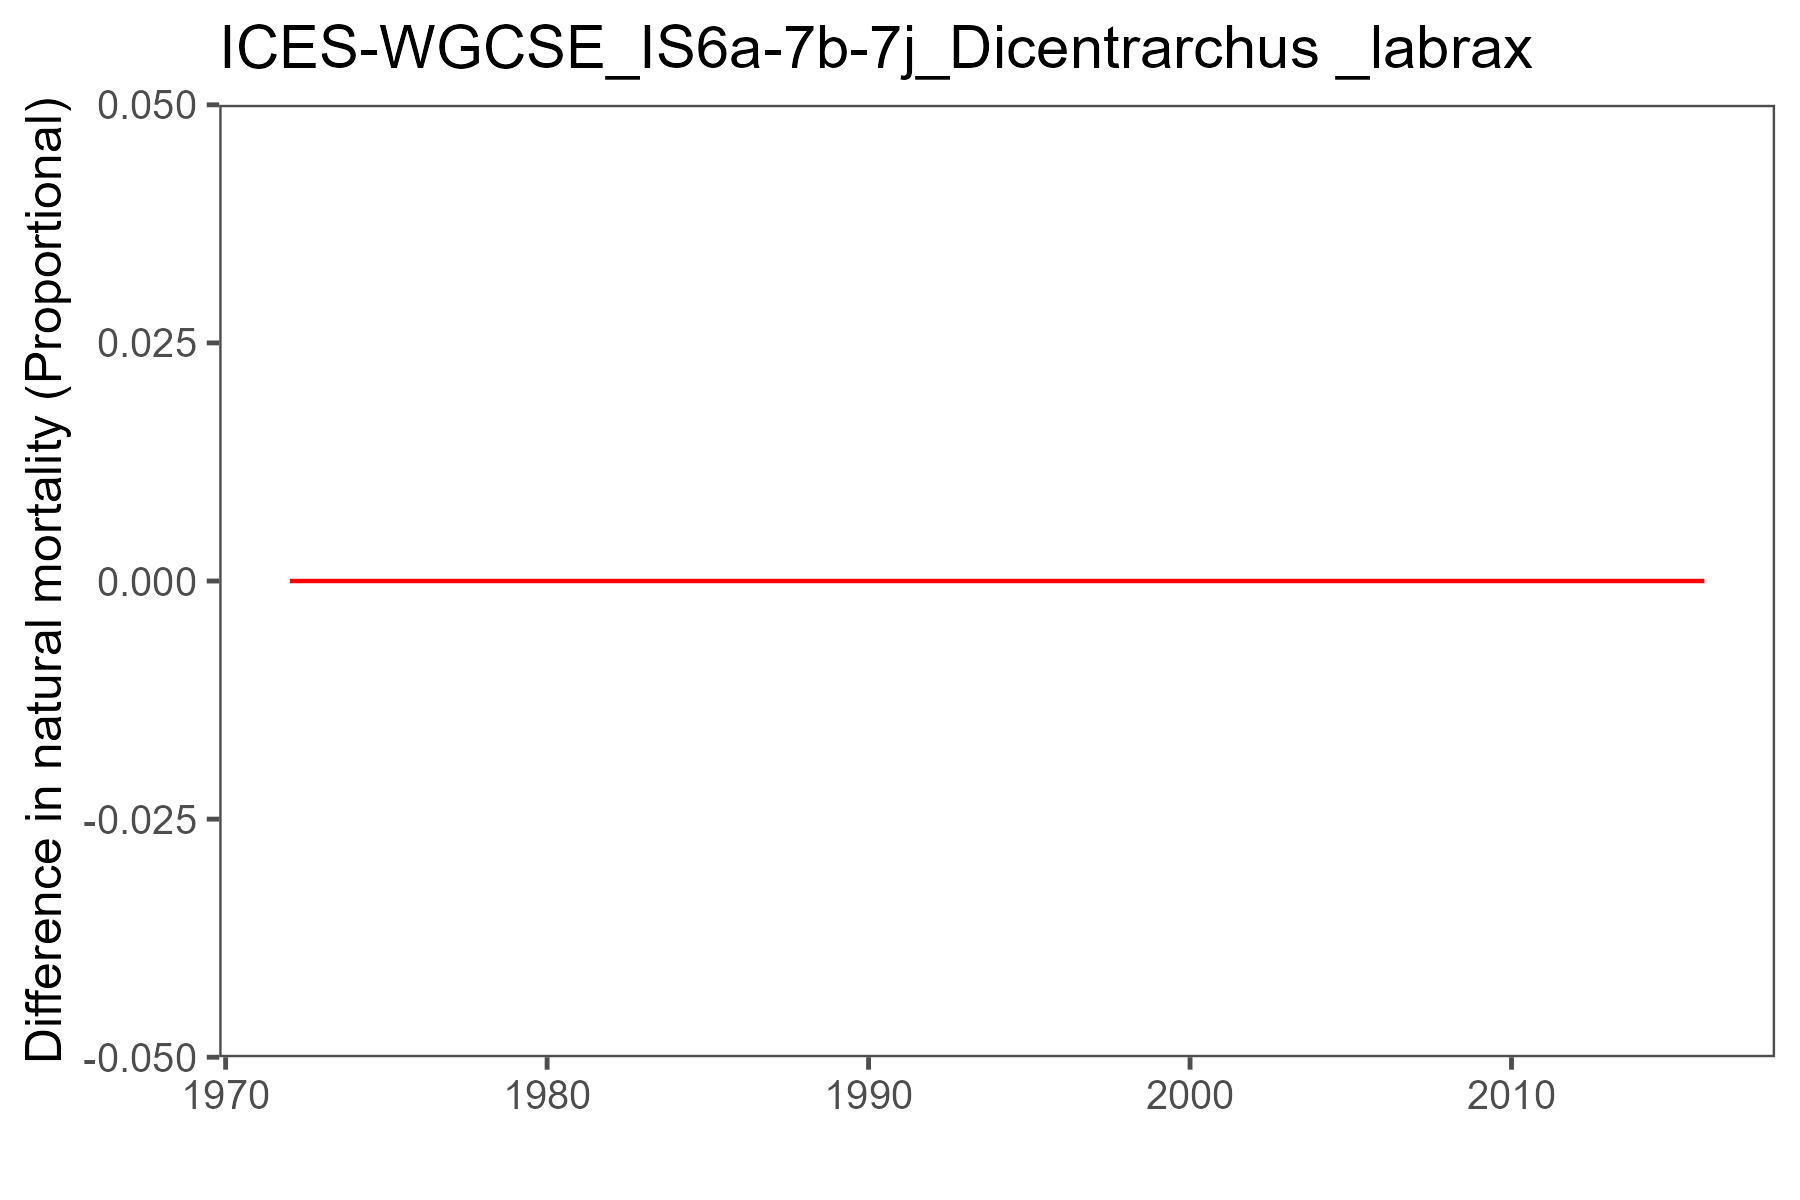 ICES-WGCSE_IS6a-7b-7j_Dicentrarchus _labrax
Difference in natural mortality (Proportional)
0.050
0.025
0.000
-0.025
-0.050
1970 1980 1990 2000 2010